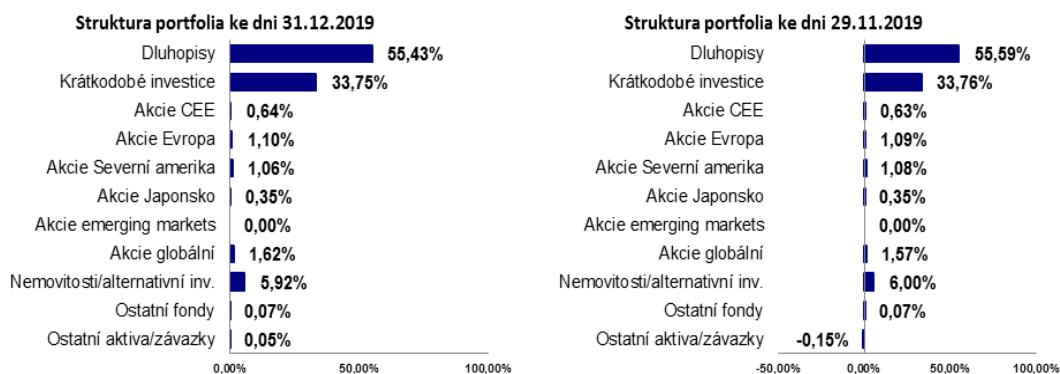 Struktura portfolia ke dni 31.12.2019
Dluhopisy 55,43%
Krátkodobé investice 33,75%
Akcie CEE 0,64%
Akcie Evropa 1,10%
Akcie Severní amerika 1,06%
Akcie Japonsko 0,35%
Akcie emerging markets 0,00%
Akcie globální 1,62%
Nemovitosti/alternativní inv. 5,92%
Ostatní fondy 0,07%
Ostatní aktiva/závazky 0,05%
0,00% 50,00% 100,00%
Struktura portfolia ke dni 29.11.2019
Dluhopisy 55,59%
Krátkodobé investice 33,76%
Akcie CEE 0,63%
Akcie Evropa 1,09%
Akcie Severní amerika 1,08%
Akcie Japonsko 0,35%
Akcie emerging markets 0,00%
Akcie globální 1,57%
Nemovitosti/alternativní inv. 6,00%
Ostatní fondy 0,07%
Ostatní aktiva/závazky -0,15%
-50,00% 0,00% 50,00% 100,00%